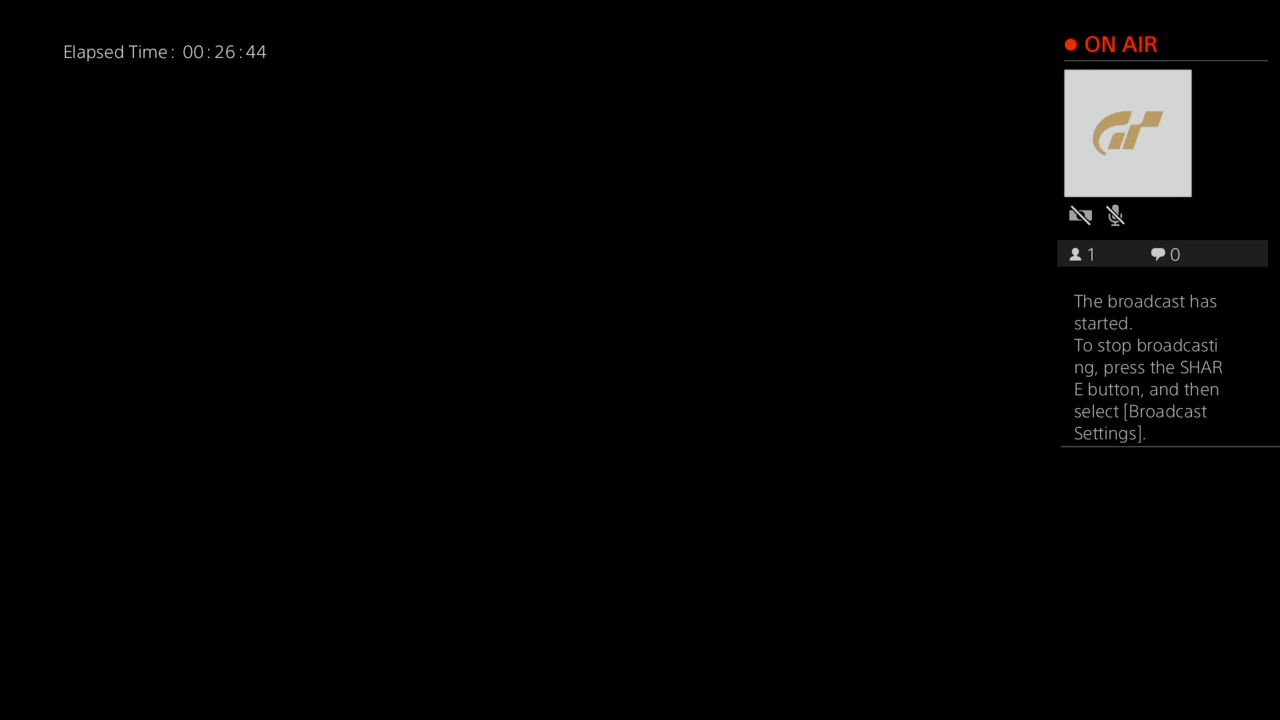 Elapsed Time: 00:26:44
ON AIR
GT
1 0
The broadcast has
started.
To stop broadcasti
ng, press the SHAR
E button, and then
select [Broadcast
Settings].